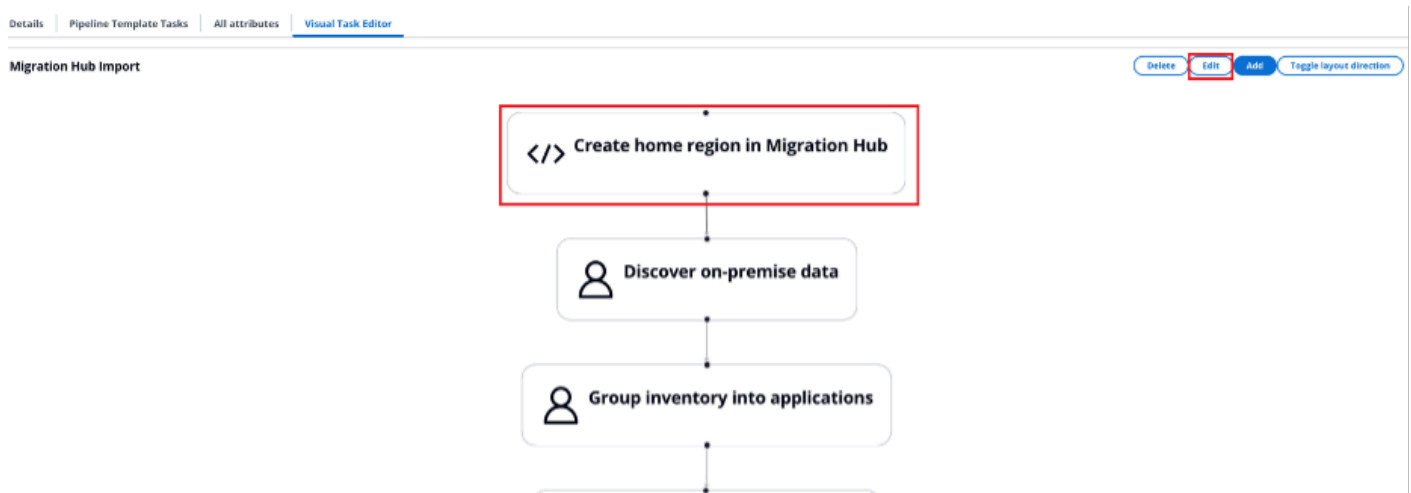 Details Pipeline Template Tasks All attributes Visual Task Editor
Migration Hub Import Delete Edit Add Toggle layout direction
</> Create home region in Migration Hub
Discover on-premise data
Group inventory into applications